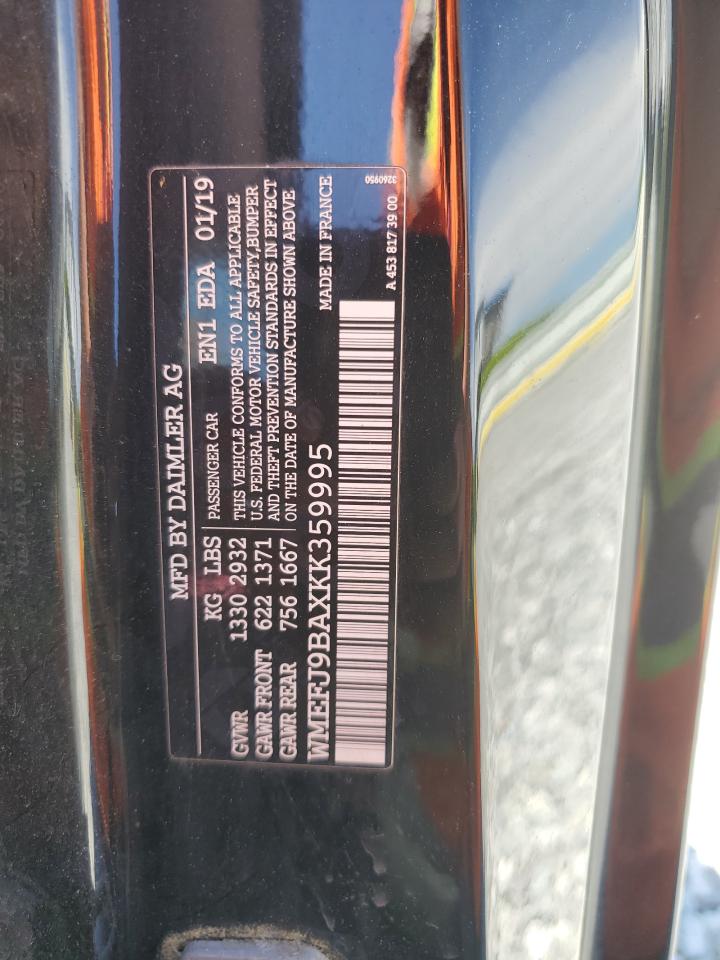 MFD BY DAIMLER AG
KG LBS PASSENGER CAR EN1 EDA 01/19
GVWR 1330 2932 THIS VEHICLE CONFORMS TO ALL APPLICABLE
U.S. FEDERAL MOTOR VEHICLE SAFETY,BUMPER
GAWR FRONT 622 1371 AND THEFT PREVENTION STANDARDS IN EFFECT
GAWR REAR 756 1667 ON THE DATE OF MANUFACTURE SHOWN ABOVE
WMEFJ9BAXKK359995 MADE IN FRANCE
3260950
A 453 817 39 00